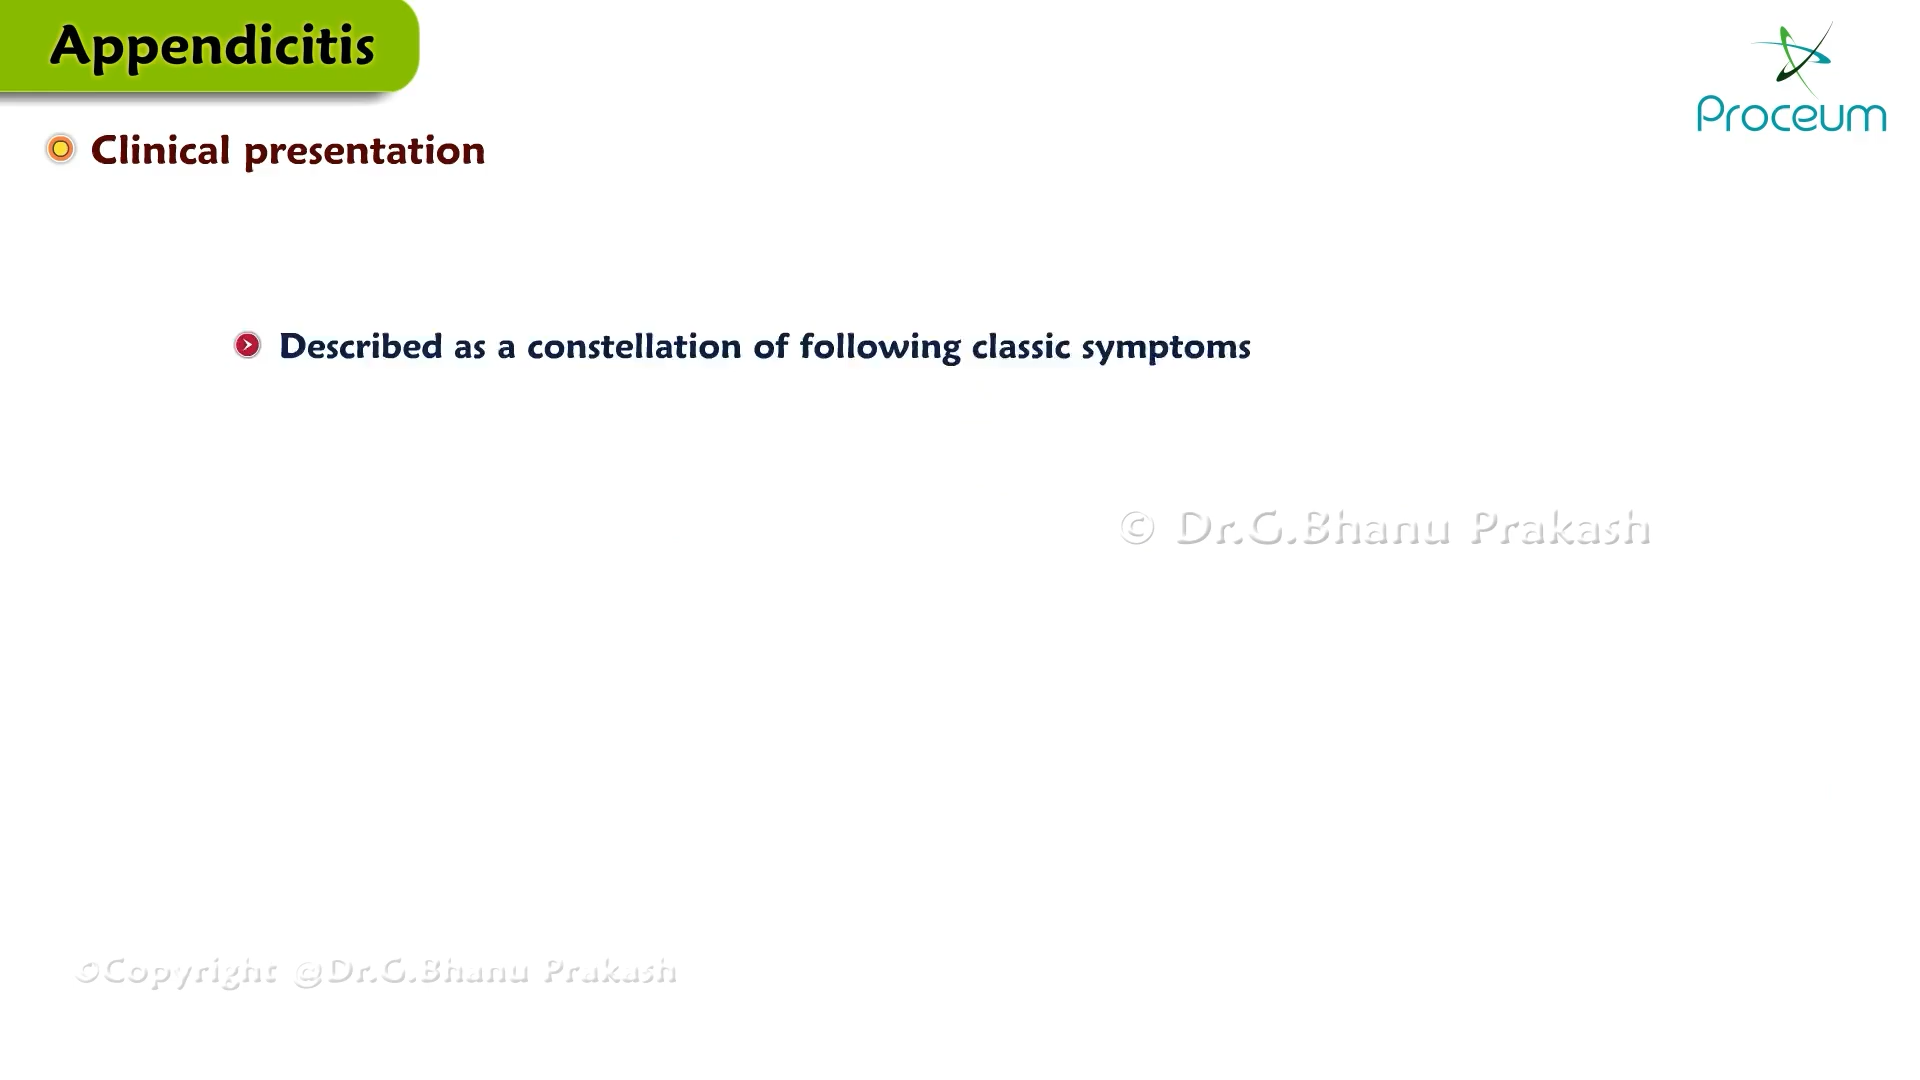 Appendicitis
Proceum
Clinical presentation
Described as a constellation of following classic symptoms
© Dr.G.Bhanu Prakash
©Copyright @Dr.G.Bhanu Prakash